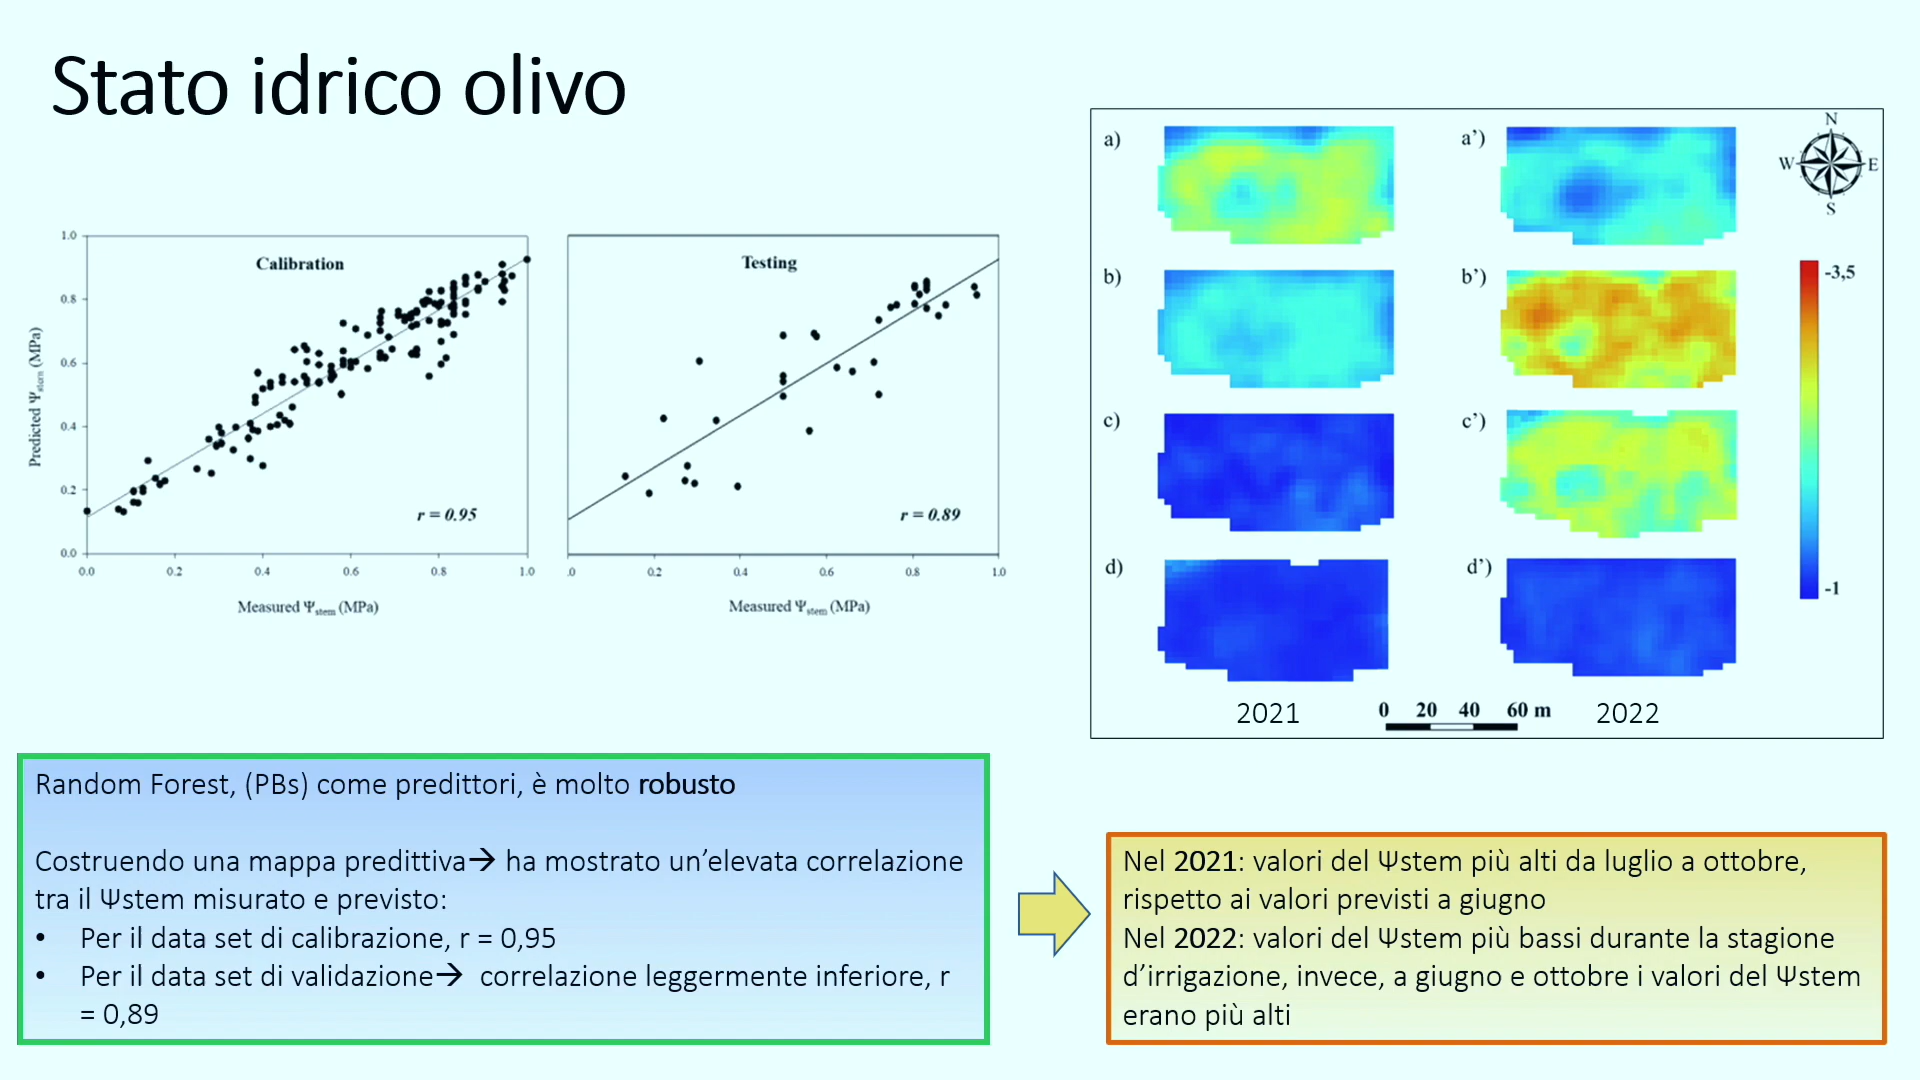 Stato idrico olivo
1.0
0.8
0.6
0.4
0.2
0.0
Predicted Ψstem (MPa)
Calibration
r = 0.95
0.0 0.2 0.4 0.6 0.8 1.0
Measured Ψstem (MPa)
Testing
r = 0.89
.0 0.2 0.4 0.6 0.8 1.0
Measured Ψstem (MPa)
a) a’)
b) b’)
c) c’)
d) d’)
N
W E
S
-3,5
-1
2021 0 20 40 60 m 2022
Random Forest, (PBs) come predittori, è molto robusto
Costruendo una mappa predittiva→ ha mostrato un’elevata correlazione
tra il Ψstem misurato e previsto:
• Per il data set di calibrazione, r = 0,95
• Per il data set di validazione→ correlazione leggermente inferiore, r
= 0,89
Nel 2021: valori del Ψstem più alti da luglio a ottobre,
rispetto ai valori previsti a giugno
Nel 2022: valori del Ψstem più bassi durante la stagione
d’irrigazione, invece, a giugno e ottobre i valori del Ψstem
erano più alti